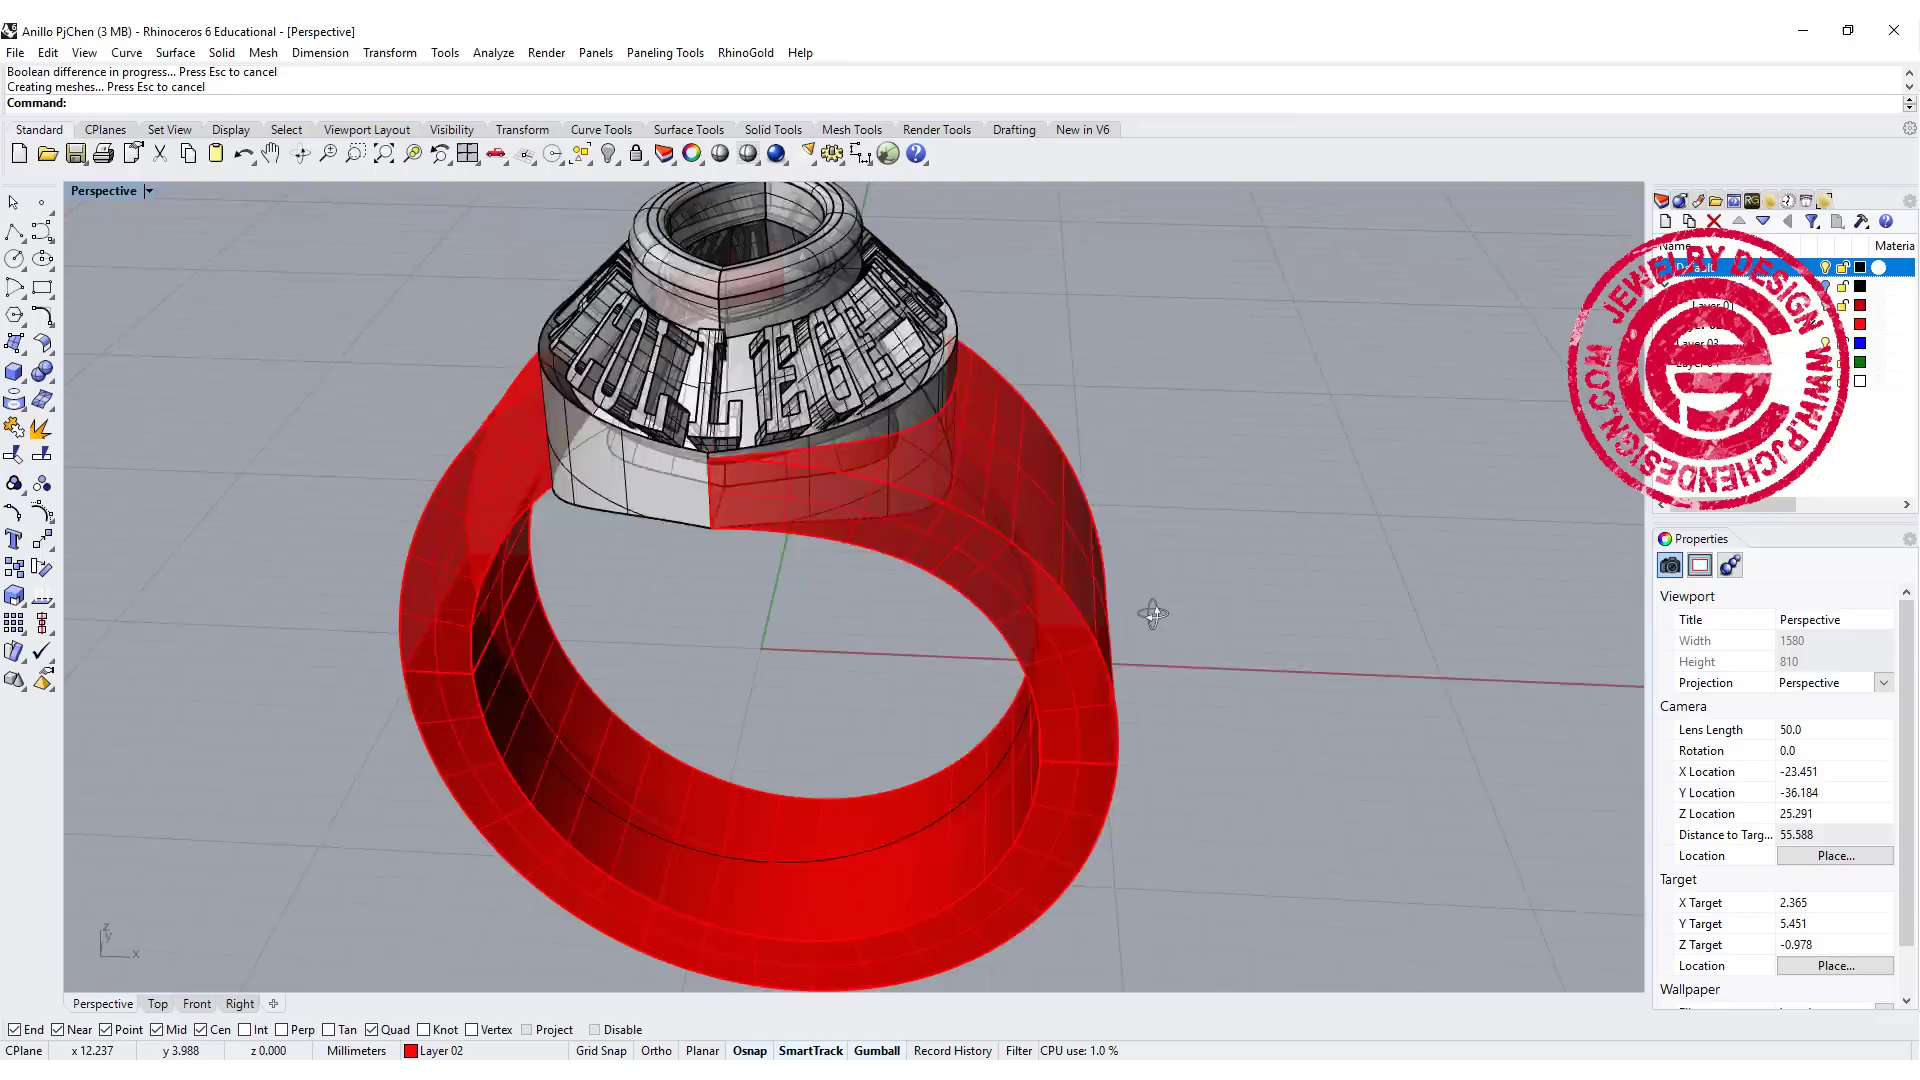 Anillo PjChen (3 MB) - Rhinoceros 6 Educational - [Perspective]
File Edit View Curve Surface Solid Mesh Dimension Transform Tools Analyze Render Panels Paneling Tools RhinoGold Help
Boolean difference in progress... Press Esc to cancel
Creating meshes... Press Esc to cancel
Command:
Standard CPlanes Set View Display Select Viewport Layout Visibility Transform Curve Tools Surface Tools Solid Tools Mesh Tools Render Tools Drafting New in V6
Perspective
Name Materia
Layer 01
Layer 03
JEWELRY DESIGN
WWW.PJCHENDESIGN.COM
COLLEGE
Properties
Viewport
Title Perspective
Width 1580
Height 810
Projection Perspective
Camera
Lens Length 50.0
Rotation 0.0
X Location -23.451
Y Location -36.184
Z Location 25.291
Distance to Targ... 55.588
Location Place...
Target
X Target 2.365
Y Target 5.451
Z Target -0.978
Location Place...
Wallpaper
z
y
x
Perspective Top Front Right
End Near Point Mid Cen Int Perp Tan Quad Knot Vertex Project Disable
CPlane x 12.237 y 3.988 z 0.000 Millimeters Layer 02 Grid Snap Ortho Planar Osnap SmartTrack Gumball Record History Filter CPU use: 1.0 %